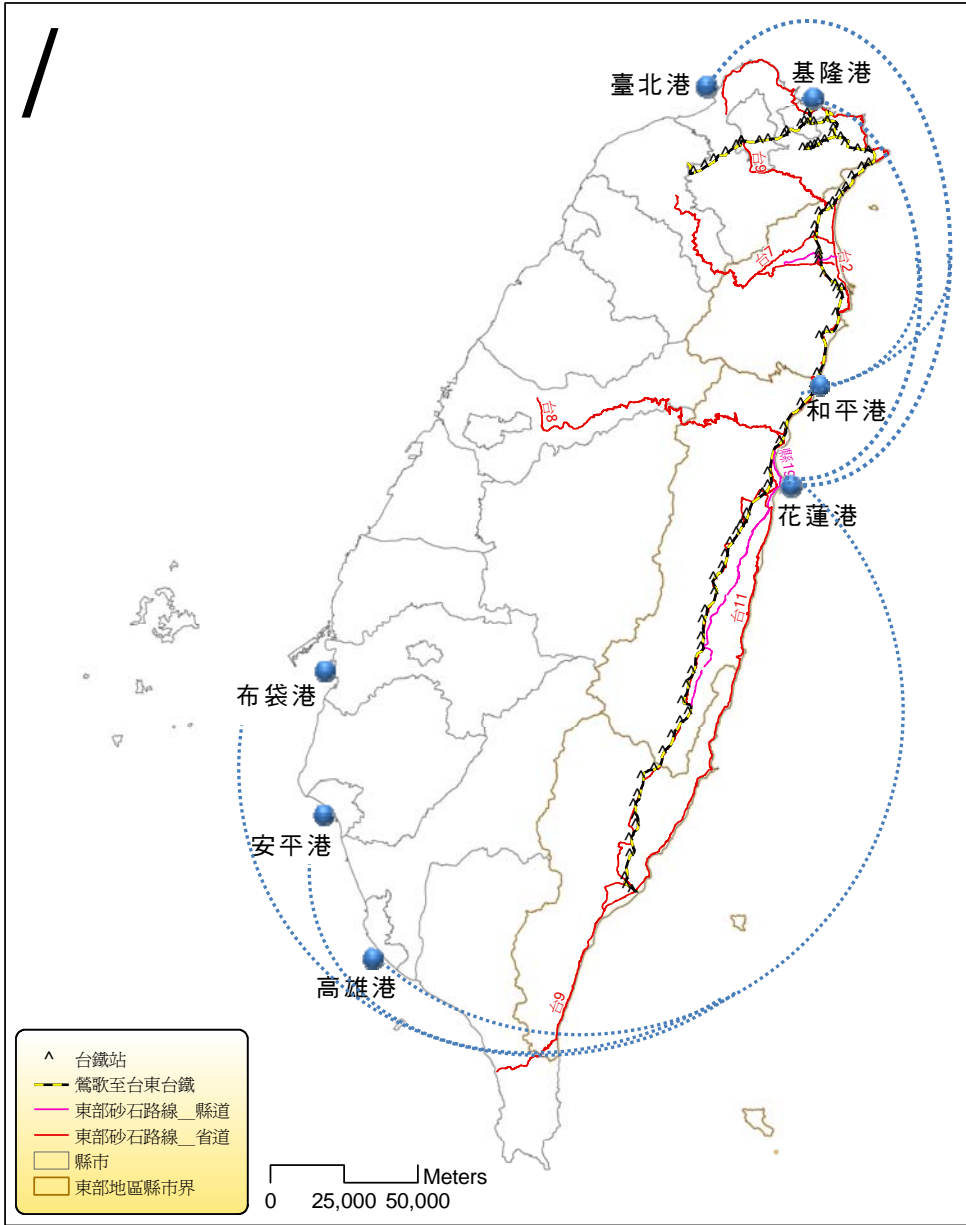 /
臺北港
基隆港
台9
台7
台2
和平港
台8
縣19
花蓮港
台11
布袋港
安平港
高雄港
台9
^ 台鐵站
鶯歌至台東台鐵
東部砂石路線__縣道
東部砂石路線__省道
縣市
東部地區縣市界
Meters
0 25,000 50,000